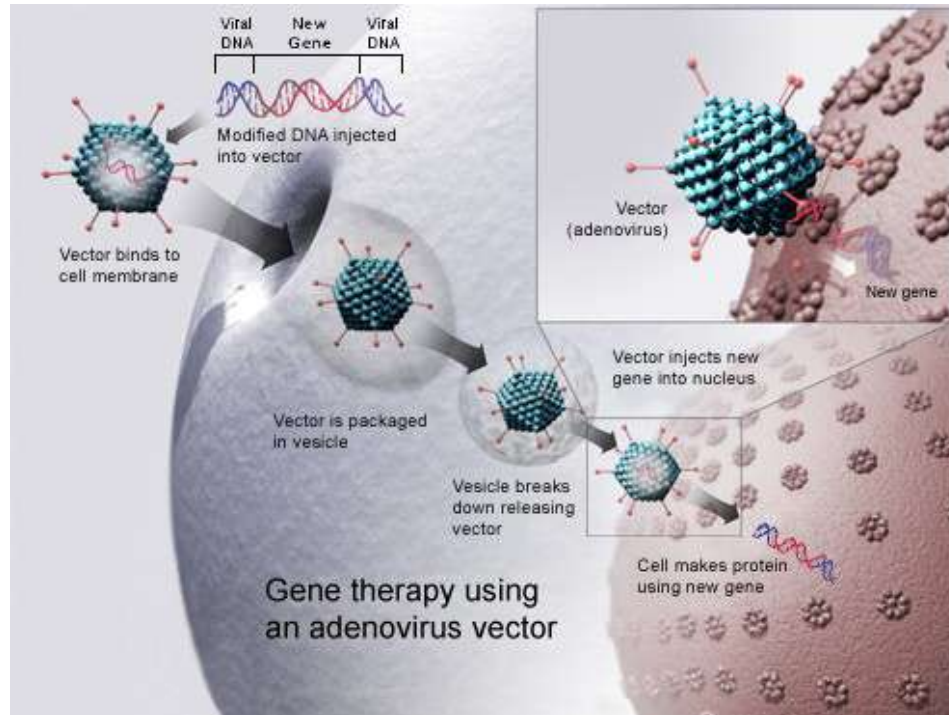 Viral DNA
New Gene
Viral DNA
Modified DNA injected
into vector
Vector binds to
cell membrane
Vector is packaged
in vesicle
Vesicle breaks
down releasing
vector
Vector injects new
gene into nucleus
Cell makes protein
using new gene
Vector
(adenovirus)
New gene
Gene therapy using
an adenovirus vector